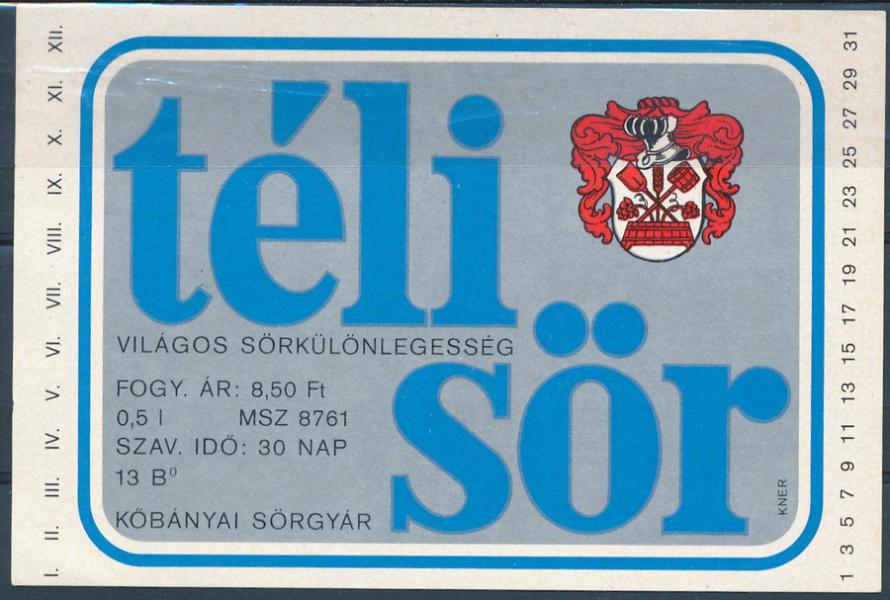 téli
sör
VILÁGOS SÖRKÜLÖNLEGESSÉG
FOGY. ÁR: 8,50 Ft
0,5 l MSZ 8761
SZAV. IDŐ: 30 NAP
13 B⁰
KŐBÁNYAI SÖRGYÁR
KNER
I. II. III. IV. V. VI. VII. VIII. IX. X. XI. XII.
1 3 5 7 9 11 13 15 17 19 21 23 25 27 29 31